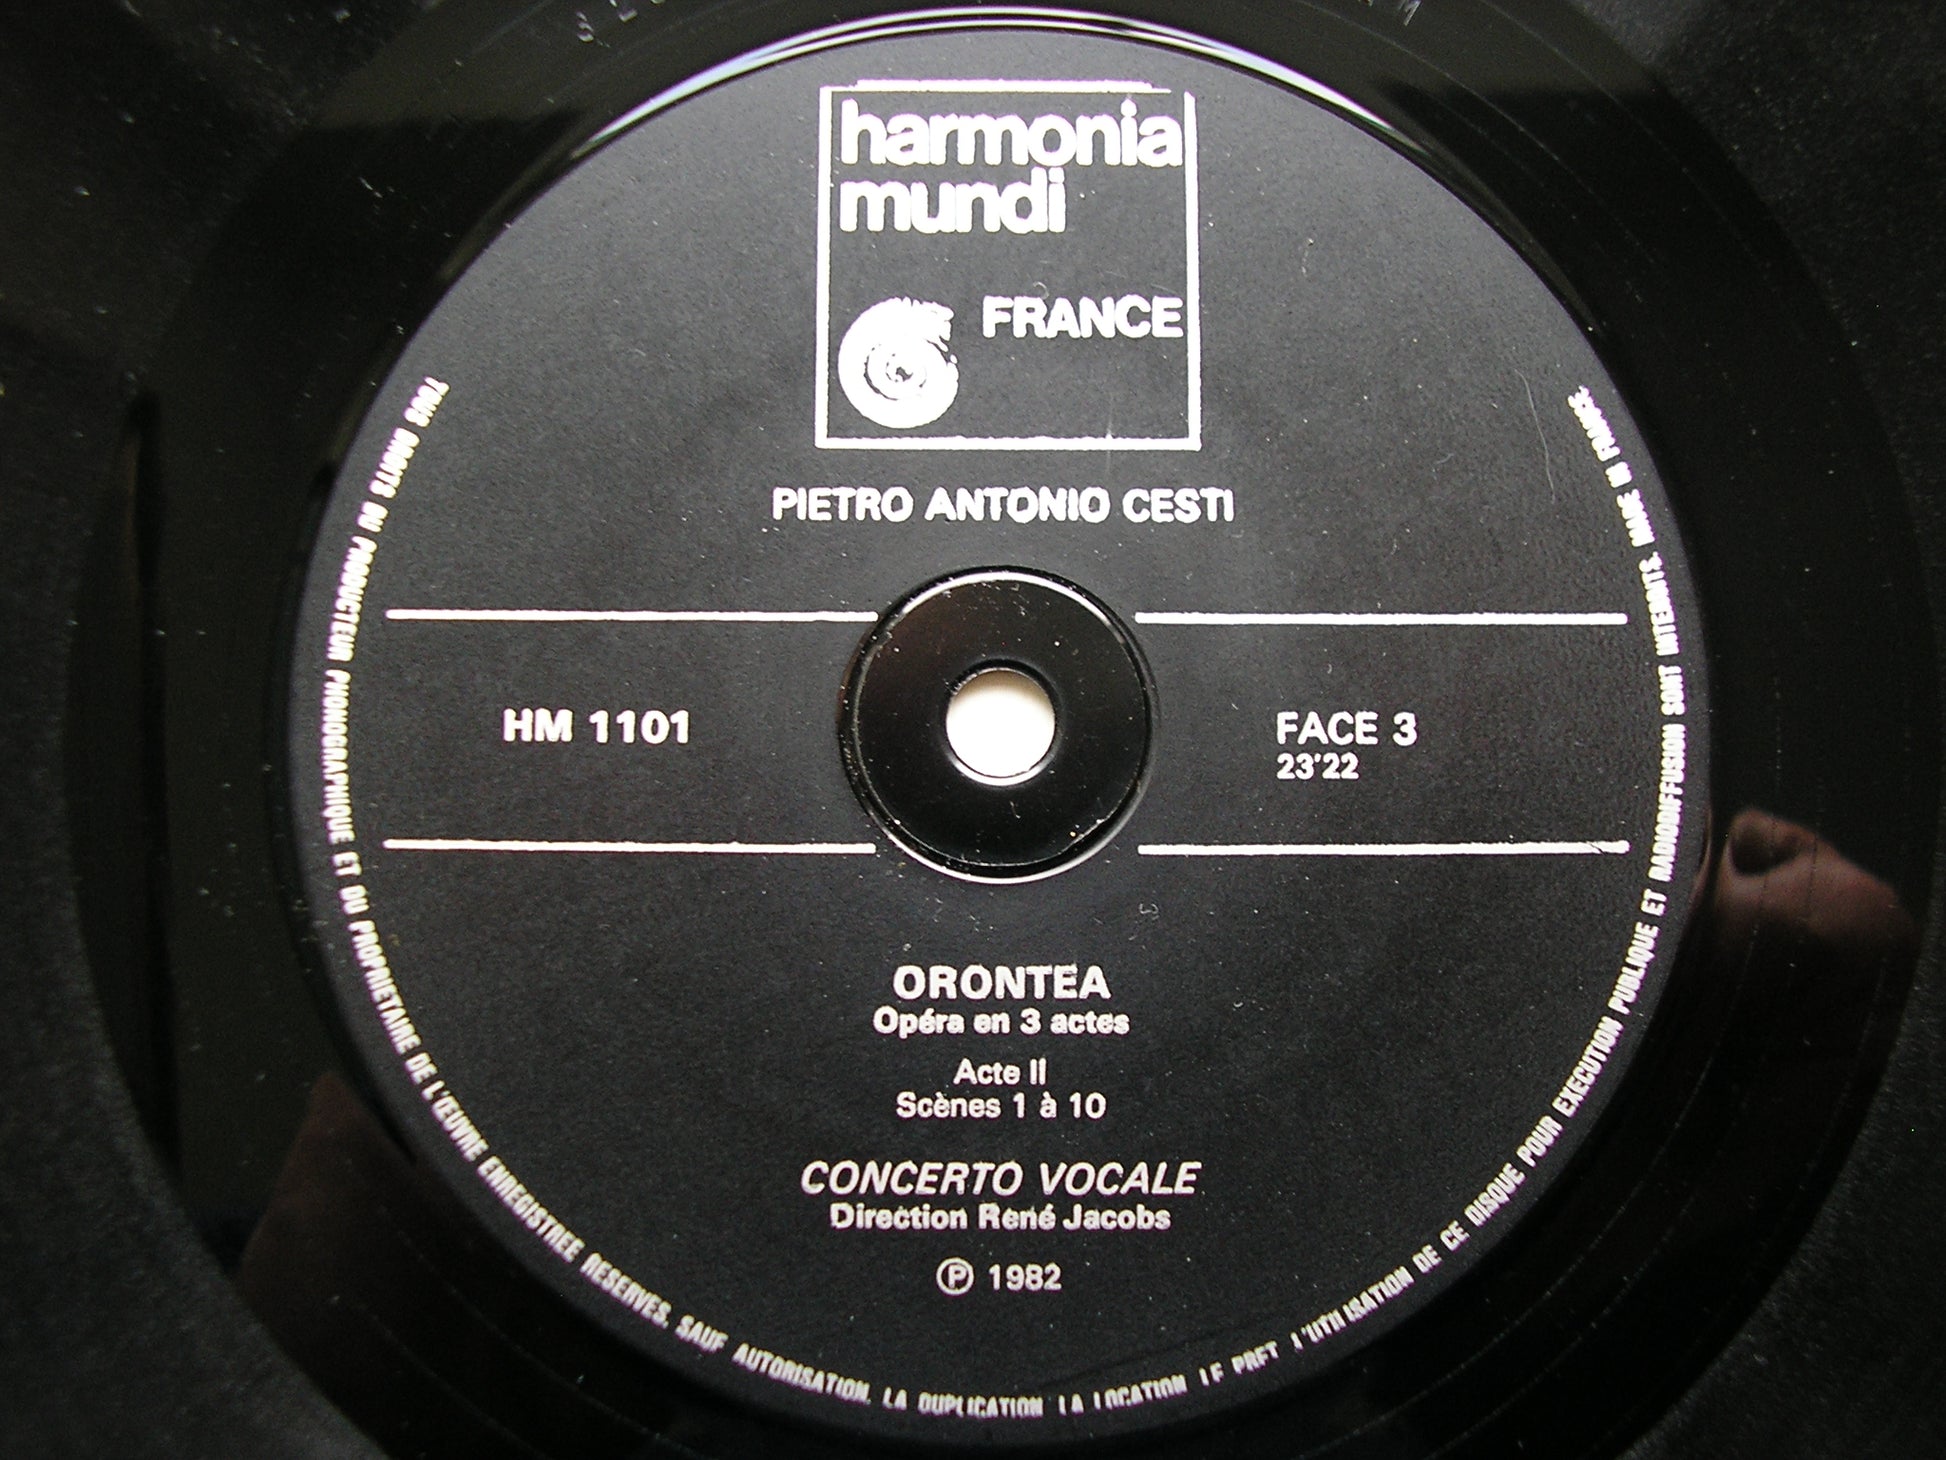 harmonia
mundi
FRANCE
PIETRO ANTONIO CESTI
HM 1101
FACE 3
23'22
ORONTEA
Opéra en 3 actes
Acte II
Scènes 1 à 10
CONCERTO VOCALE
Direction René Jacobs
℗ 1982
TOUS DROITS DU PRODUCTEUR PHONOGRAPHIQUE ET DU PROPRIETAIRE DE L'ŒUVRE ENREGISTREE RESERVES. SAUF AUTORISATION, LA DUPLICATION LA LOCATION LE PRET L'UTILISATION DE CE DISQUE POUR EXECUTION PUBLIQUE ET RADIODIFFUSION SONT INTERDITS. MADE IN FRANCE.